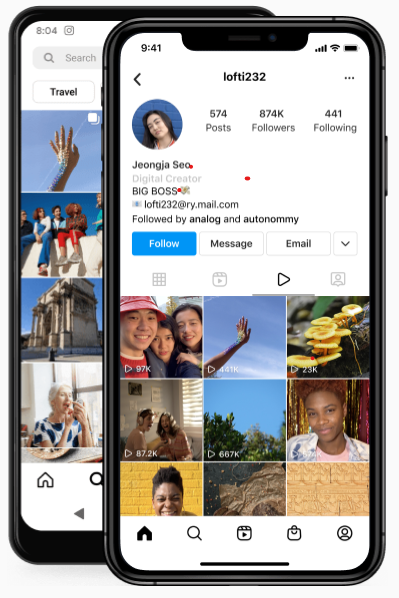 8:04
Search
Travel
9:41
lofti232
574 874K 441
Posts Followers Following
Jeongja Seo
Digital Creator
BIG BOSS
lofti232@ry.mail.com
Followed by analog and autonommy
Follow Message Email
97K 441K 23K
87.2K 667K